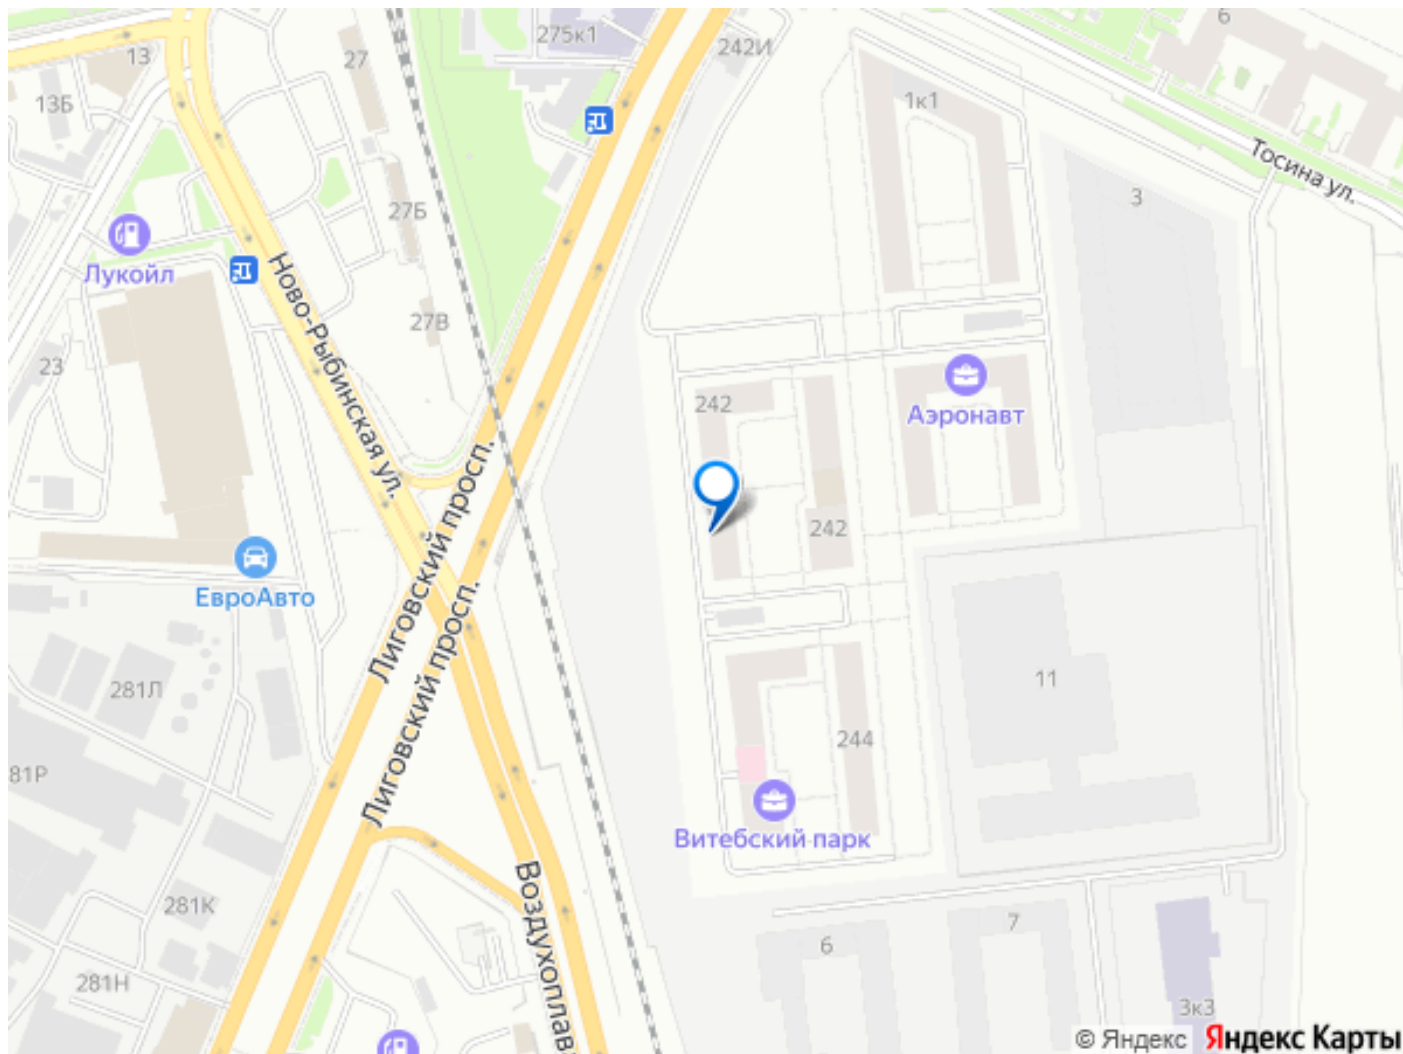 6
275к1
242И
13
27
13Б
1к1
Тосина ул.
3
27Б
Лукойл
Ново-Рыбинская ул.
27В
23
Аэронавт
242
Лиговский просп.
242
ЕвроАвто
Лиговский просп.
281Л
11
244
81Р
Витебский парк
Воздухоплава
281К
6
7
281Н
3к3
© Яндекс Яндекс Карты